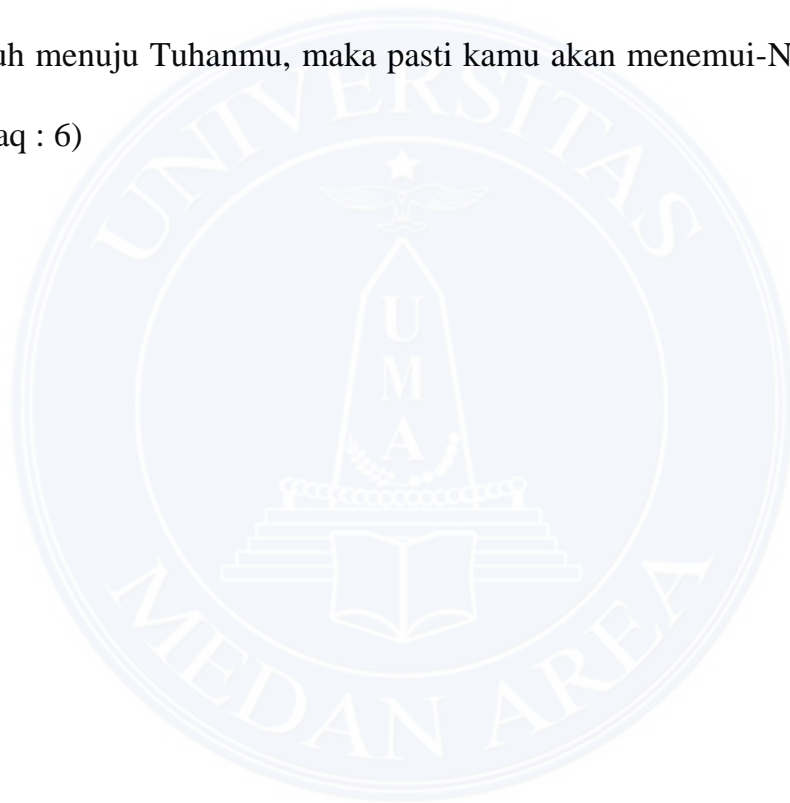 uh menuju Tuhanmu, maka pasti kamu akan menemui-N
aq : 6)
UNIVERSITAS
U
M
A
MEDAN AREA